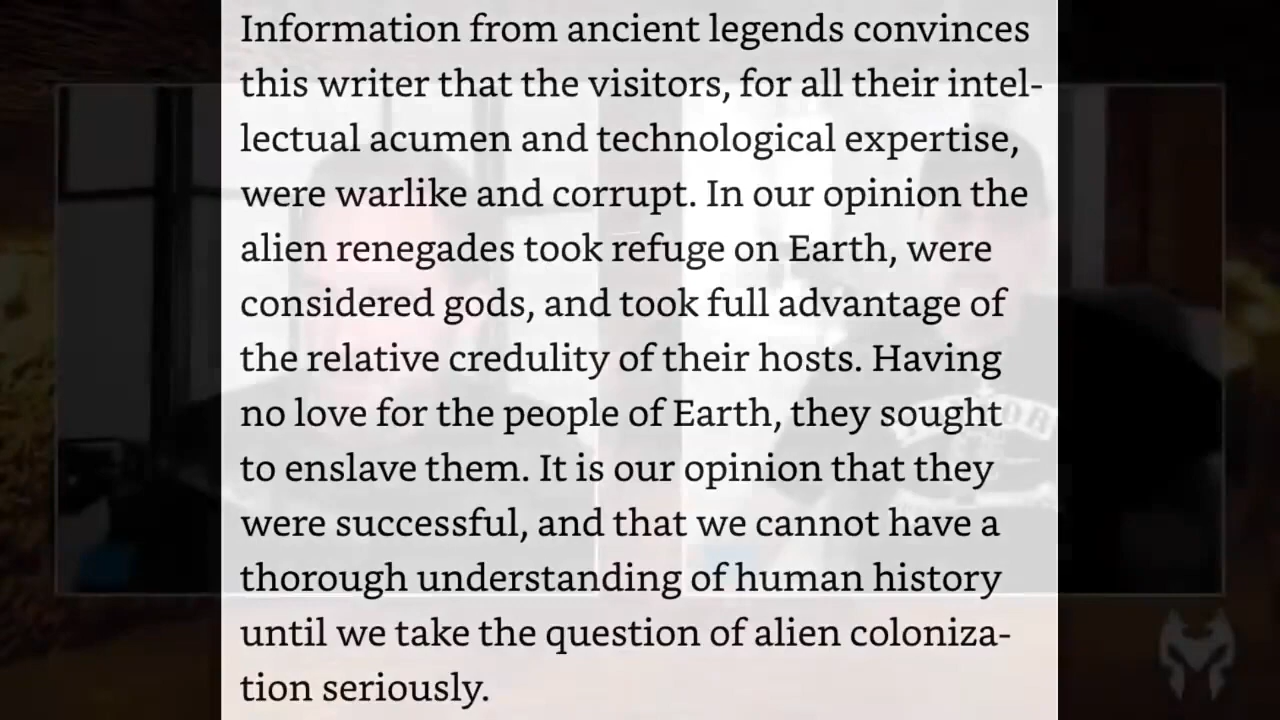 Information from ancient legends convinces
this writer that the visitors, for all their intel-
lectual acumen and technological expertise,
were warlike and corrupt. In our opinion the
alien renegades took refuge on Earth, were
considered gods, and took full advantage of
the relative credulity of their hosts. Having
no love for the people of Earth, they sought
to enslave them. It is our opinion that they
were successful, and that we cannot have a
thorough understanding of human history
until we take the question of alien coloniza-
tion seriously.